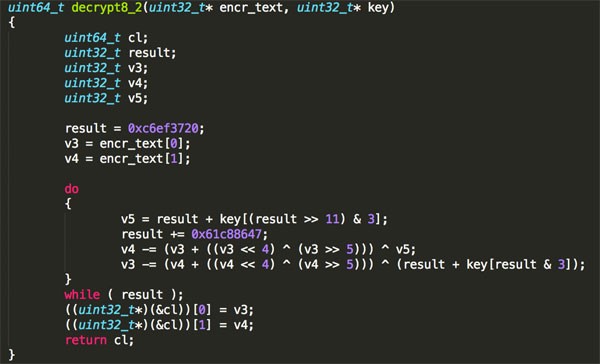 uint64_t decrypt8_2(uint32_t* encr_text, uint32_t* key)
{
uint64_t cl;
uint32_t result;
uint32_t v3;
uint32_t v4;
uint32_t v5;
result = 0xc6ef3720;
v3 = encr_text[0];
v4 = encr_text[1];
do
{
v5 = result + key[(result >> 11) & 3];
result += 0x61c88647;
v4 -= (v3 + ((v3 << 4) ^ (v3 >> 5))) ^ v5;
v3 -= (v4 + ((v4 << 4) ^ (v4 >> 5))) ^ (result + key[result & 3]);
}
while ( result );
((uint32_t*)(&cl))[0] = v3;
((uint32_t*)(&cl))[1] = v4;
return cl;
}